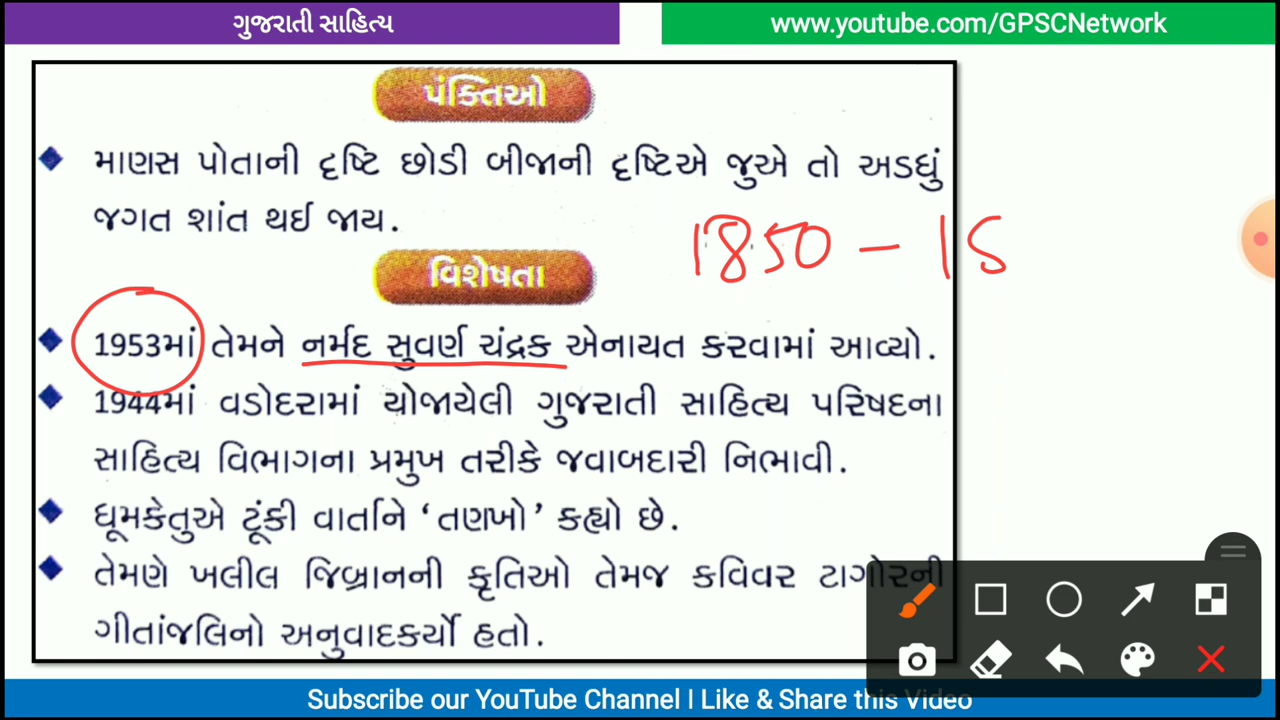 ગુજરાતી સાહિત્ય
www.youtube.com/GPSCNetwork
પંક્તિઓ
માણસ પોતાની દૃષ્ટિ છોડી બીજાની દૃષ્ટિએ જુએ તો અડધું
જગત શાંત થઈ જાય.
1850 – 18
વિશેષતા
1953માં તેમને નર્મદ સુવર્ણ ચંદ્રક એનાયત કરવામાં આવ્યો.
1944માં વડોદરામાં યોજાયેલી ગુજરાતી સાહિત્ય પરિષદના
સાહિત્ય વિભાગના પ્રમુખ તરીકે જવાબદારી નિભાવી.
ધૂમકેતુએ ટૂંકી વાર્તાને ‘તણખો’ કહ્યો છે.
તેમણે ખલીલ જિબ્રાનની કૃતિઓ તેમજ કવિવર ટાગોરની
ગીતાંજલિનો અનુવાદકર્યો હતો.
Subscribe our YouTube Channel l Like & Share this Video